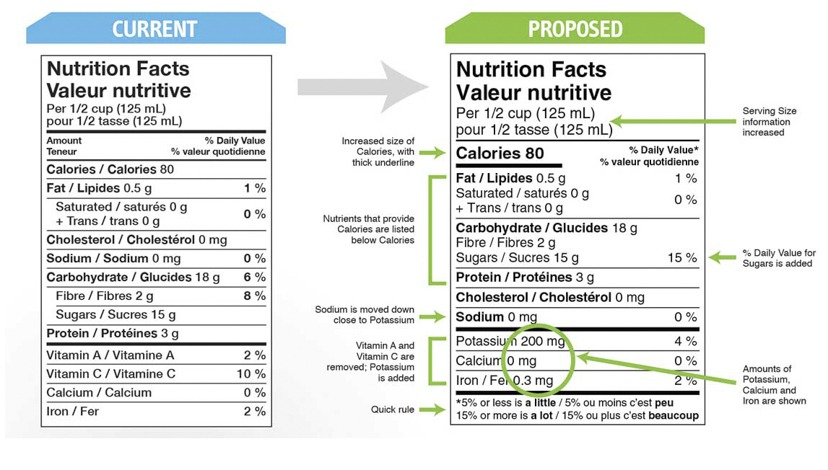 CURRENT
Nutrition Facts
Valeur nutritive
Per 1/2 cup (125 mL)
pour 1/2 tasse (125 mL)
Amount % Daily Value
Teneur % valeur quotidienne
Calories / Calories 80
Fat / Lipides 0.5 g 1 %
Saturated / saturés 0 g
+ Trans / trans 0 g 0 %
Cholesterol / Cholestérol 0 mg
Sodium / Sodium 0 mg 0 %
Carbohydrate / Glucides 18 g 6 %
Fibre / Fibres 2 g 8 %
Sugars / Sucres 15 g
Protein / Protéines 3 g
Vitamin A / Vitamine A 2 %
Vitamin C / Vitamine C 10 %
Calcium / Calcium 0 %
Iron / Fer 2 %
Increased size of
Calories, with
thick underline
Nutrients that provide
Calories are listed
below Calories
Sodium is moved down
close to Potassium
Vitamin A and
Vitamin C are
removed; Potassium
is added
Quick rule
PROPOSED
Nutrition Facts
Valeur nutritive
Per 1/2 cup (125 mL)
pour 1/2 tasse (125 mL)
Calories 80 % Daily Value*
% valeur quotidienne
Fat / Lipides 0.5 g 1 %
Saturated / saturés 0 g
+ Trans / trans 0 g 0 %
Carbohydrate / Glucides 18 g
Fibre / Fibres 2 g
Sugars / Sucres 15 g 15 %
Protein / Protéines 3 g
Cholesterol / Cholestérol 0 mg
Sodium 0 mg 0 %
Potassium 200 mg 4 %
Calcium 0 mg 0 %
Iron / Fer 0.3 mg 2 %
*5% or less is a little / 5% ou moins c'est peu
15% or more is a lot / 15% ou plus c'est beaucoup
Serving Size
information
increased
% Daily Value for
Sugars is added
Amounts of
Potassium,
Calcium and
Iron are shown